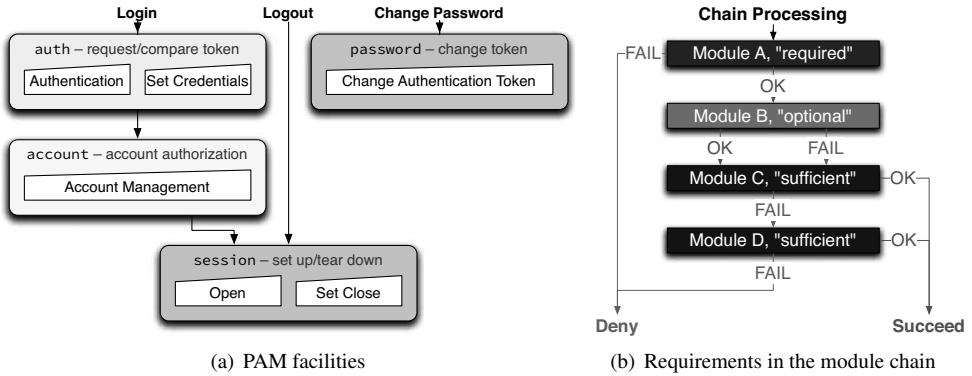 Login
Logout
Change Password
auth – request/compare token
Authentication
Set Credentials
password – change token
Change Authentication Token
account – account authorization
Account Management
session – set up/tear down
Open
Set Close
(a) PAM facilities
Chain Processing
Module A, "required"
FAIL
OK
Module B, "optional"
OK
FAIL
Module C, "sufficient"
OK
FAIL
Module D, "sufficient"
OK
FAIL
Deny
Succeed
(b) Requirements in the module chain